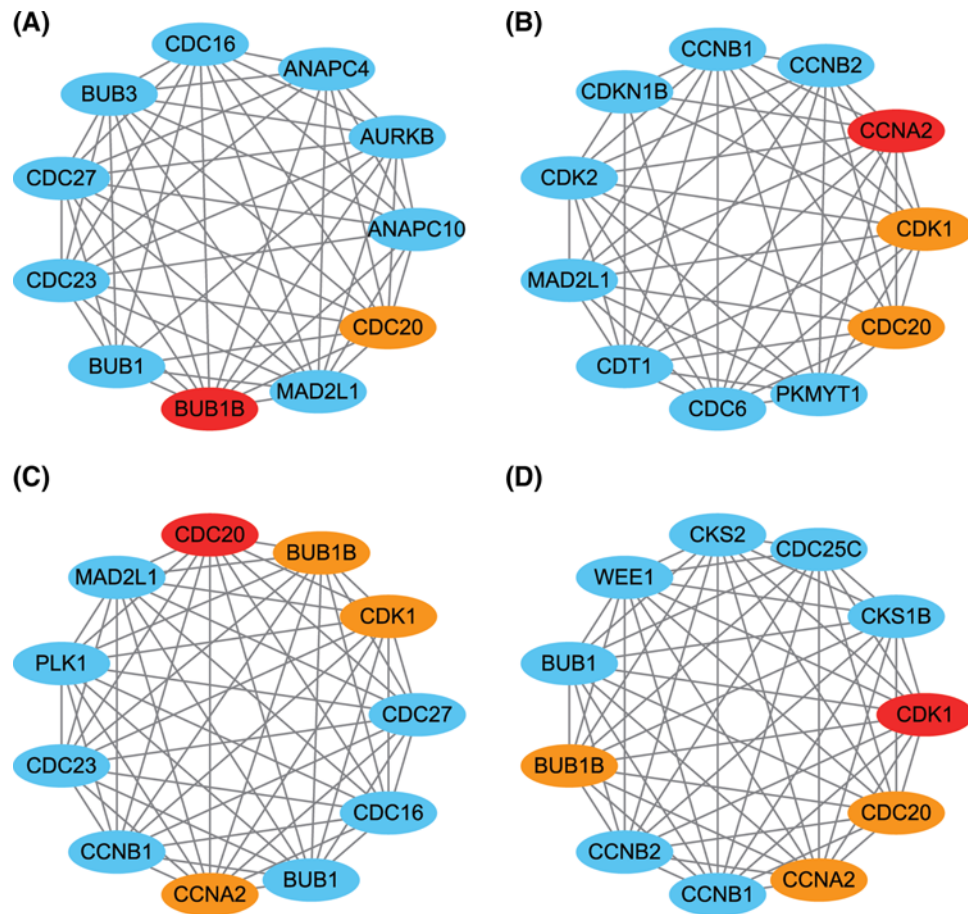 (A)
CDC16
ANAPC4
BUB3
AURKB
CDC27
ANAPC10
CDC23
CDC20
BUB1
MAD2L1
BUB1B
(B)
CCNB1
CCNB2
CDKN1B
CCNA2
CDK2
CDK1
MAD2L1
CDC20
CDT1
PKMYT1
CDC6
(C)
CDC20
BUB1B
MAD2L1
CDK1
PLK1
CDC27
CDC23
CDC16
CCNB1
BUB1
CCNA2
(D)
CKS2
CDC25C
WEE1
CKS1B
BUB1
CDK1
BUB1B
CDC20
CCNB2
CCNA2
CCNB1